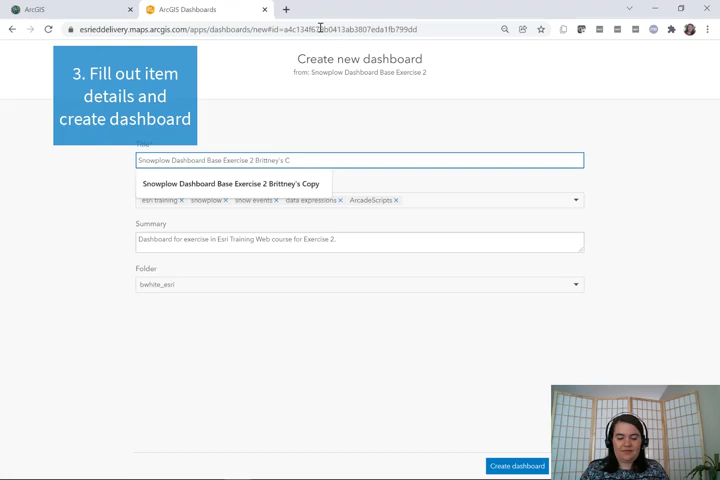 ArcGIS
ArcGIS Dashboards
esrieddelivery.maps.arcgis.com/apps/dashboards/new#id=a4c134f67 b0413ab3807eda1fb799dd
Create new dashboard
from: Snowplow Dashboard Base Exercise 2
3. Fill out item
details and
create dashboard
Title*
Snowplow Dashboard Base Exercise 2 Brittney's C
Snowplow Dashboard Base Exercise 2 Brittney's Copy
esri training snowplow snow events data expressions ArcadeScripts
Summary
Dashboard for exercise in Esri Training Web course for Exercise 2.
Folder
bwhite_esri
Create dashboard